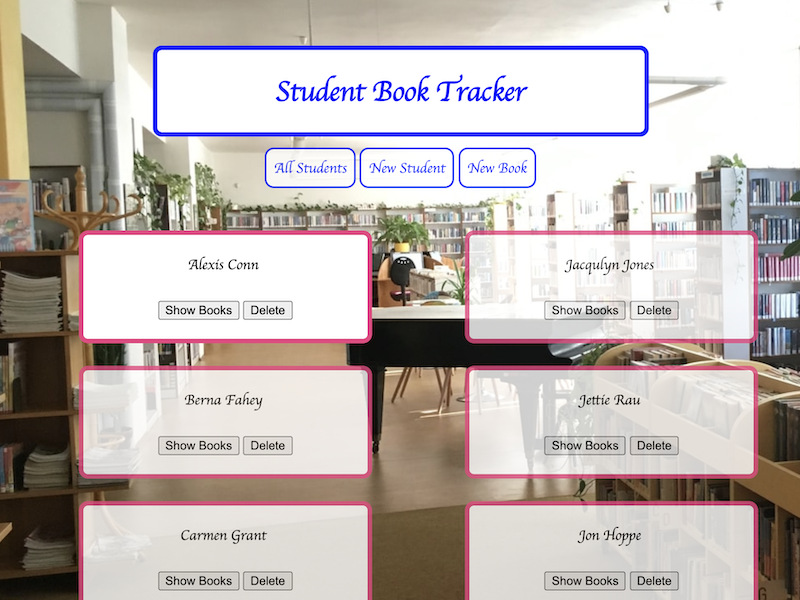 Student Book Tracker
All Students New Student New Book
Alexis Conn
Show Books Delete
Jacqulyn Jones
Show Books Delete
Berna Fahey
Show Books Delete
Jettie Rau
Show Books Delete
Carmen Grant
Show Books Delete
Jon Hoppe
Show Books Delete